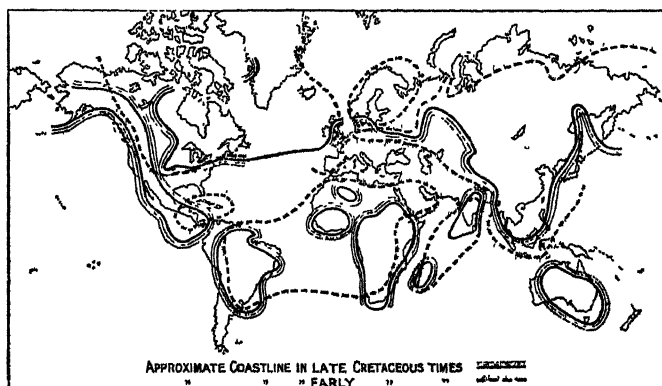 APPROXIMATE COASTLINE IN LATE CRETACEOUS TIMES
" " " EARLY " "